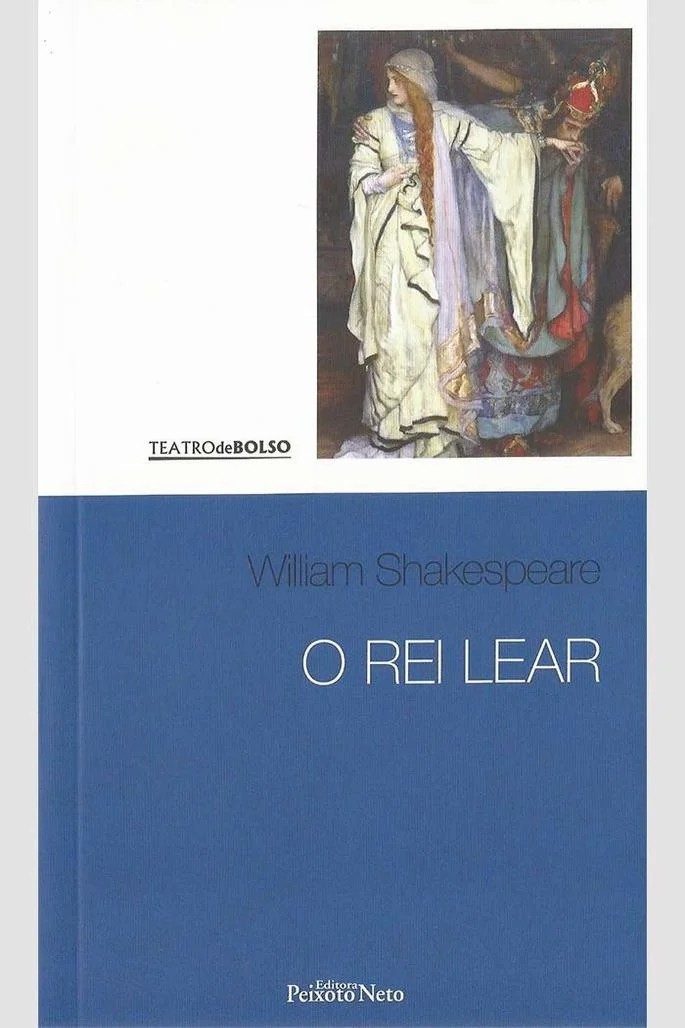 TEATROdeBOLSO
William Shakespeare
O REI LEAR
Editora
Peixoto Neto